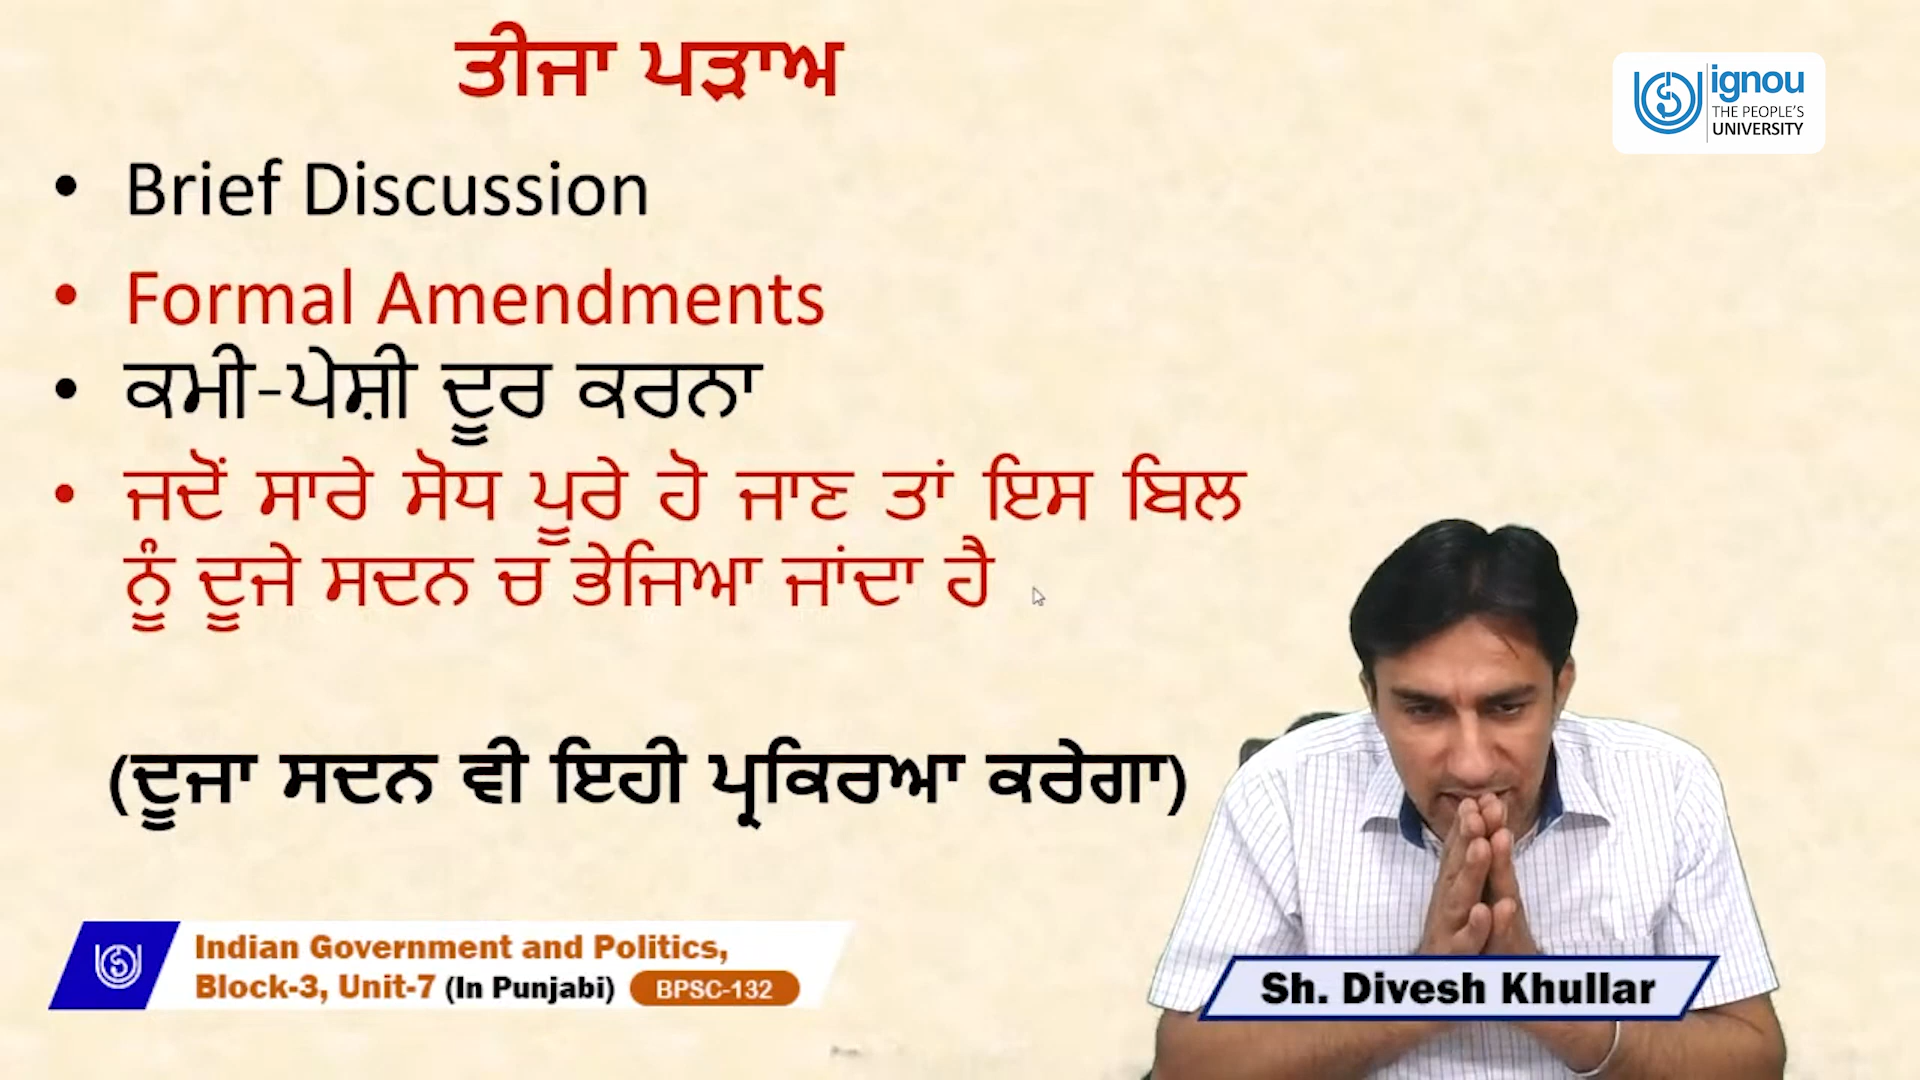 ਤੀਜਾ ਪੜਾਅ
ignou
THE PEOPLE'S
UNIVERSITY
• Brief Discussion
• Formal Amendments
• ਕਮੀ-ਪੇਸ਼ੀ ਦੂਰ ਕਰਨਾ
• ਜਦੋਂ ਸਾਰੇ ਸੋਧ ਪੂਰੇ ਹੋ ਜਾਣ ਤਾਂ ਇਸ ਬਿਲ
ਨੂੰ ਦੂਜੇ ਸਦਨ ਚ ਭੇਜਿਆ ਜਾਂਦਾ ਹੈ
(ਦੂਜਾ ਸਦਨ ਵੀ ਇਹੀ ਪ੍ਰਕਿਰਆ ਕਰੇਗਾ)
Indian Government and Politics,
Block-3, Unit-7 (In Punjabi) BPSC-132
Sh. Divesh Khullar